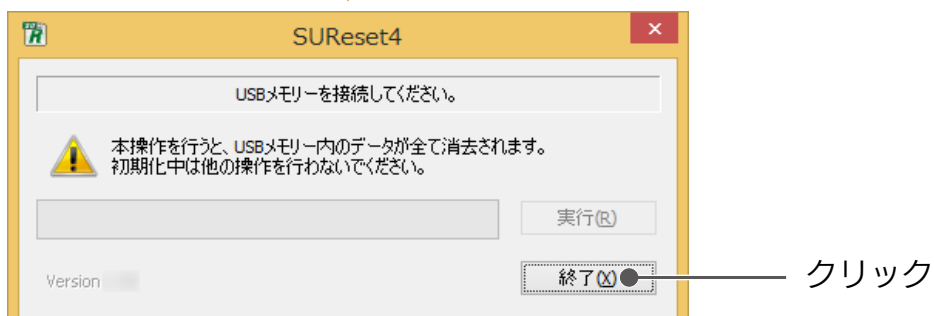 SUReset4
USBメモリーを接続してください。
本操作を行うと、USBメモリー内のデータが全て消去されます。
初期化中は他の操作を行わないでください。
実行(R)
Version
終了(X)
クリック